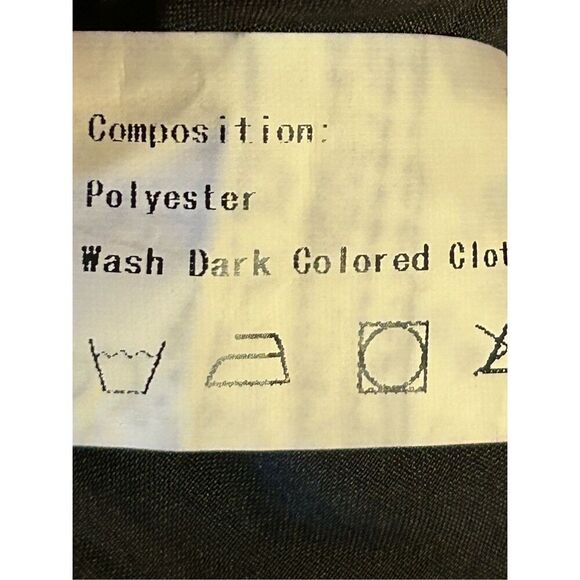 Composition:
Polyester
Wash Dark Colored Clot